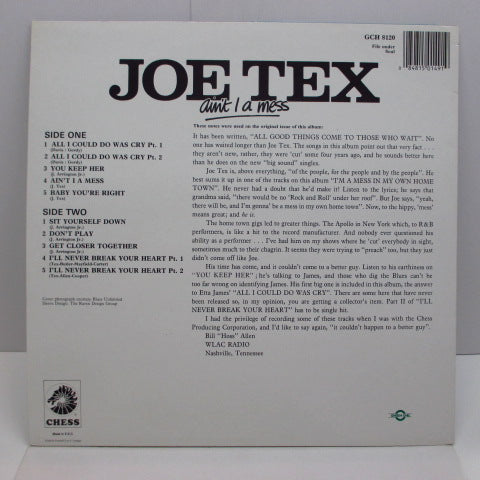 GCH 8120
File under
Soul
JOE TEX
ain't I a mess
These notes were used on the original issue of this album:
SIDE ONE
1 ALL I COULD DO WAS CRY Pt. 1
(Davis / Gordy)
2 ALL I COULD DO WAS CRY Pt. 2
(Davis / Gordy)
3 YOU KEEP HER
(J. Arrington Jr.)
4 AIN'T I A MESS
(J. Tex)
5 BABY YOU'RE RIGHT
(J. Tex)
SIDE TWO
1 SIT YOURSELF DOWN
(J. Arrington Jr.)
2 DON'T PLAY
(J. Arrington Jr.)
3 GET CLOSER TOGETHER
(J. Arrington Jr.)
4 I'LL NEVER BREAK YOUR HEART Pt. 1
5 I'LL NEVER BREAK YOUR HEART Pt. 2
It has been written, "ALL GOOD THINGS COME TO THOSE WHO WAIT". No
one has waited longer than Joe Tex. The songs in this album point out that very fact . . .
they aren't new, rather, they were 'cut' some four years ago, and he sounds better here
than he does on the new "big sound" singles.
Joe Tex is, above everything, "of the people, for the people and by the people". He
best sums it up in one of the tracks on this album "I'M A MESS IN MY OWN HOME
TOWN". He never had a doubt that he'd make it! Listen to the lyrics; he says that
grandma said, "there would be no 'Rock and Roll' under her roof". But Joe says, "yeah,
there will be, and I'm gonna' be a mess in my own home town". Now, to the hippy, 'mess'
means great; and he is.
The home town gigs led to greater things. The Apollo in New York which, to R&B
performers, is like a hit to the record manufacturer. And nobody ever questioned his
ability as a performer . . . I've had him on my shows where he 'cut' everybody in sight,
sometimes much to their chagrin. It seems they were trying to "preach" too, but they just
didn't come off like Joe.
His time has come, and it couldn't come to a better guy. Listen to his earthiness on
"YOU KEEP HER"; he's talking to James, and those who dig the Blues can't be
too far wrong on identifying James. His first big one is included in this album, the answer
to Etta James' "ALL I COULD DO WAS CRY". There are some here that have never
been released so, in my opinion, you are getting a collector's item. Part II of "I'LL
NEVER BREAK YOUR HEART" has to be single hit.
I had the privilege of recording some of these tracks when I was with the Chess
Producing Corporation, and I'd like to say again, "it couldn't happen to a better guy".
Bill "Hoss" Allen
WLAC RADIO
Nashville, Tennessee
CHESS